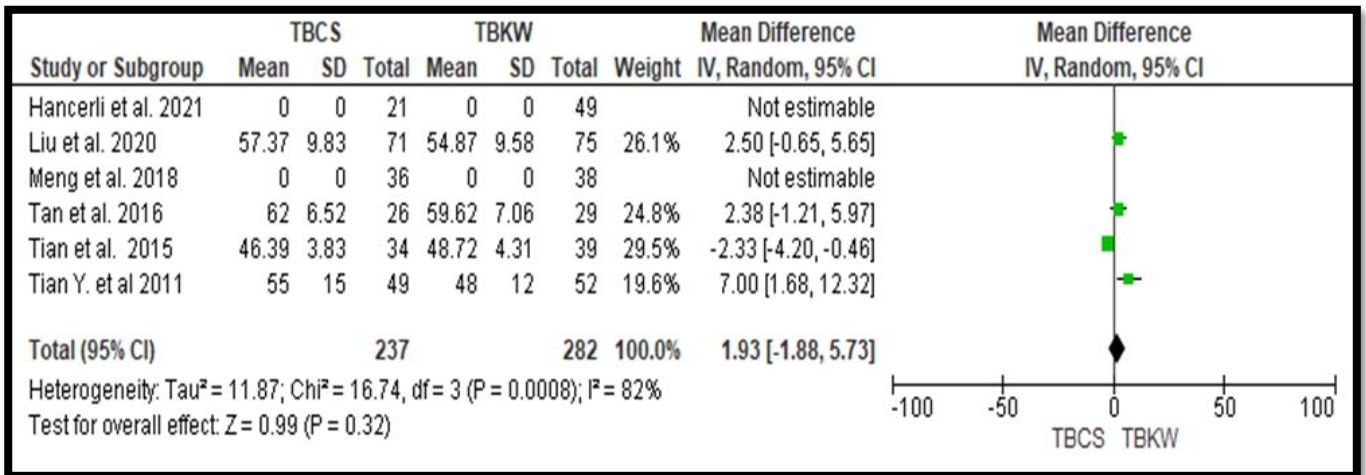 TBCS TBKW Mean Difference Mean Difference
Study or Subgroup Mean SD Total Mean SD Total Weight IV, Random, 95% CI IV, Random, 95% CI
Hancerli et al. 2021 0 0 21 0 0 49 Not estimable
Liu et al. 2020 57.37 9.83 71 54.87 9.58 75 26.1% 2.50 [-0.65, 5.65]
Meng et al. 2018 0 0 36 0 0 38 Not estimable
Tan et al. 2016 62 6.52 26 59.62 7.06 29 24.8% 2.38 [-1.21, 5.97]
Tian et al. 2015 46.39 3.83 34 48.72 4.31 39 29.5% -2.33 [-4.20, -0.46]
Tian Y. et al 2011 55 15 49 48 12 52 19.6% 7.00 [1.68, 12.32]
Total (95% CI) 237 282 100.0% 1.93 [-1.88, 5.73]
Heterogeneity: Tau² = 11.87; Chi² = 16.74, df = 3 (P = 0.0008); I² = 82%
Test for overall effect: Z = 0.99 (P = 0.32)
-100 -50 0 50 100
TBCS TBKW